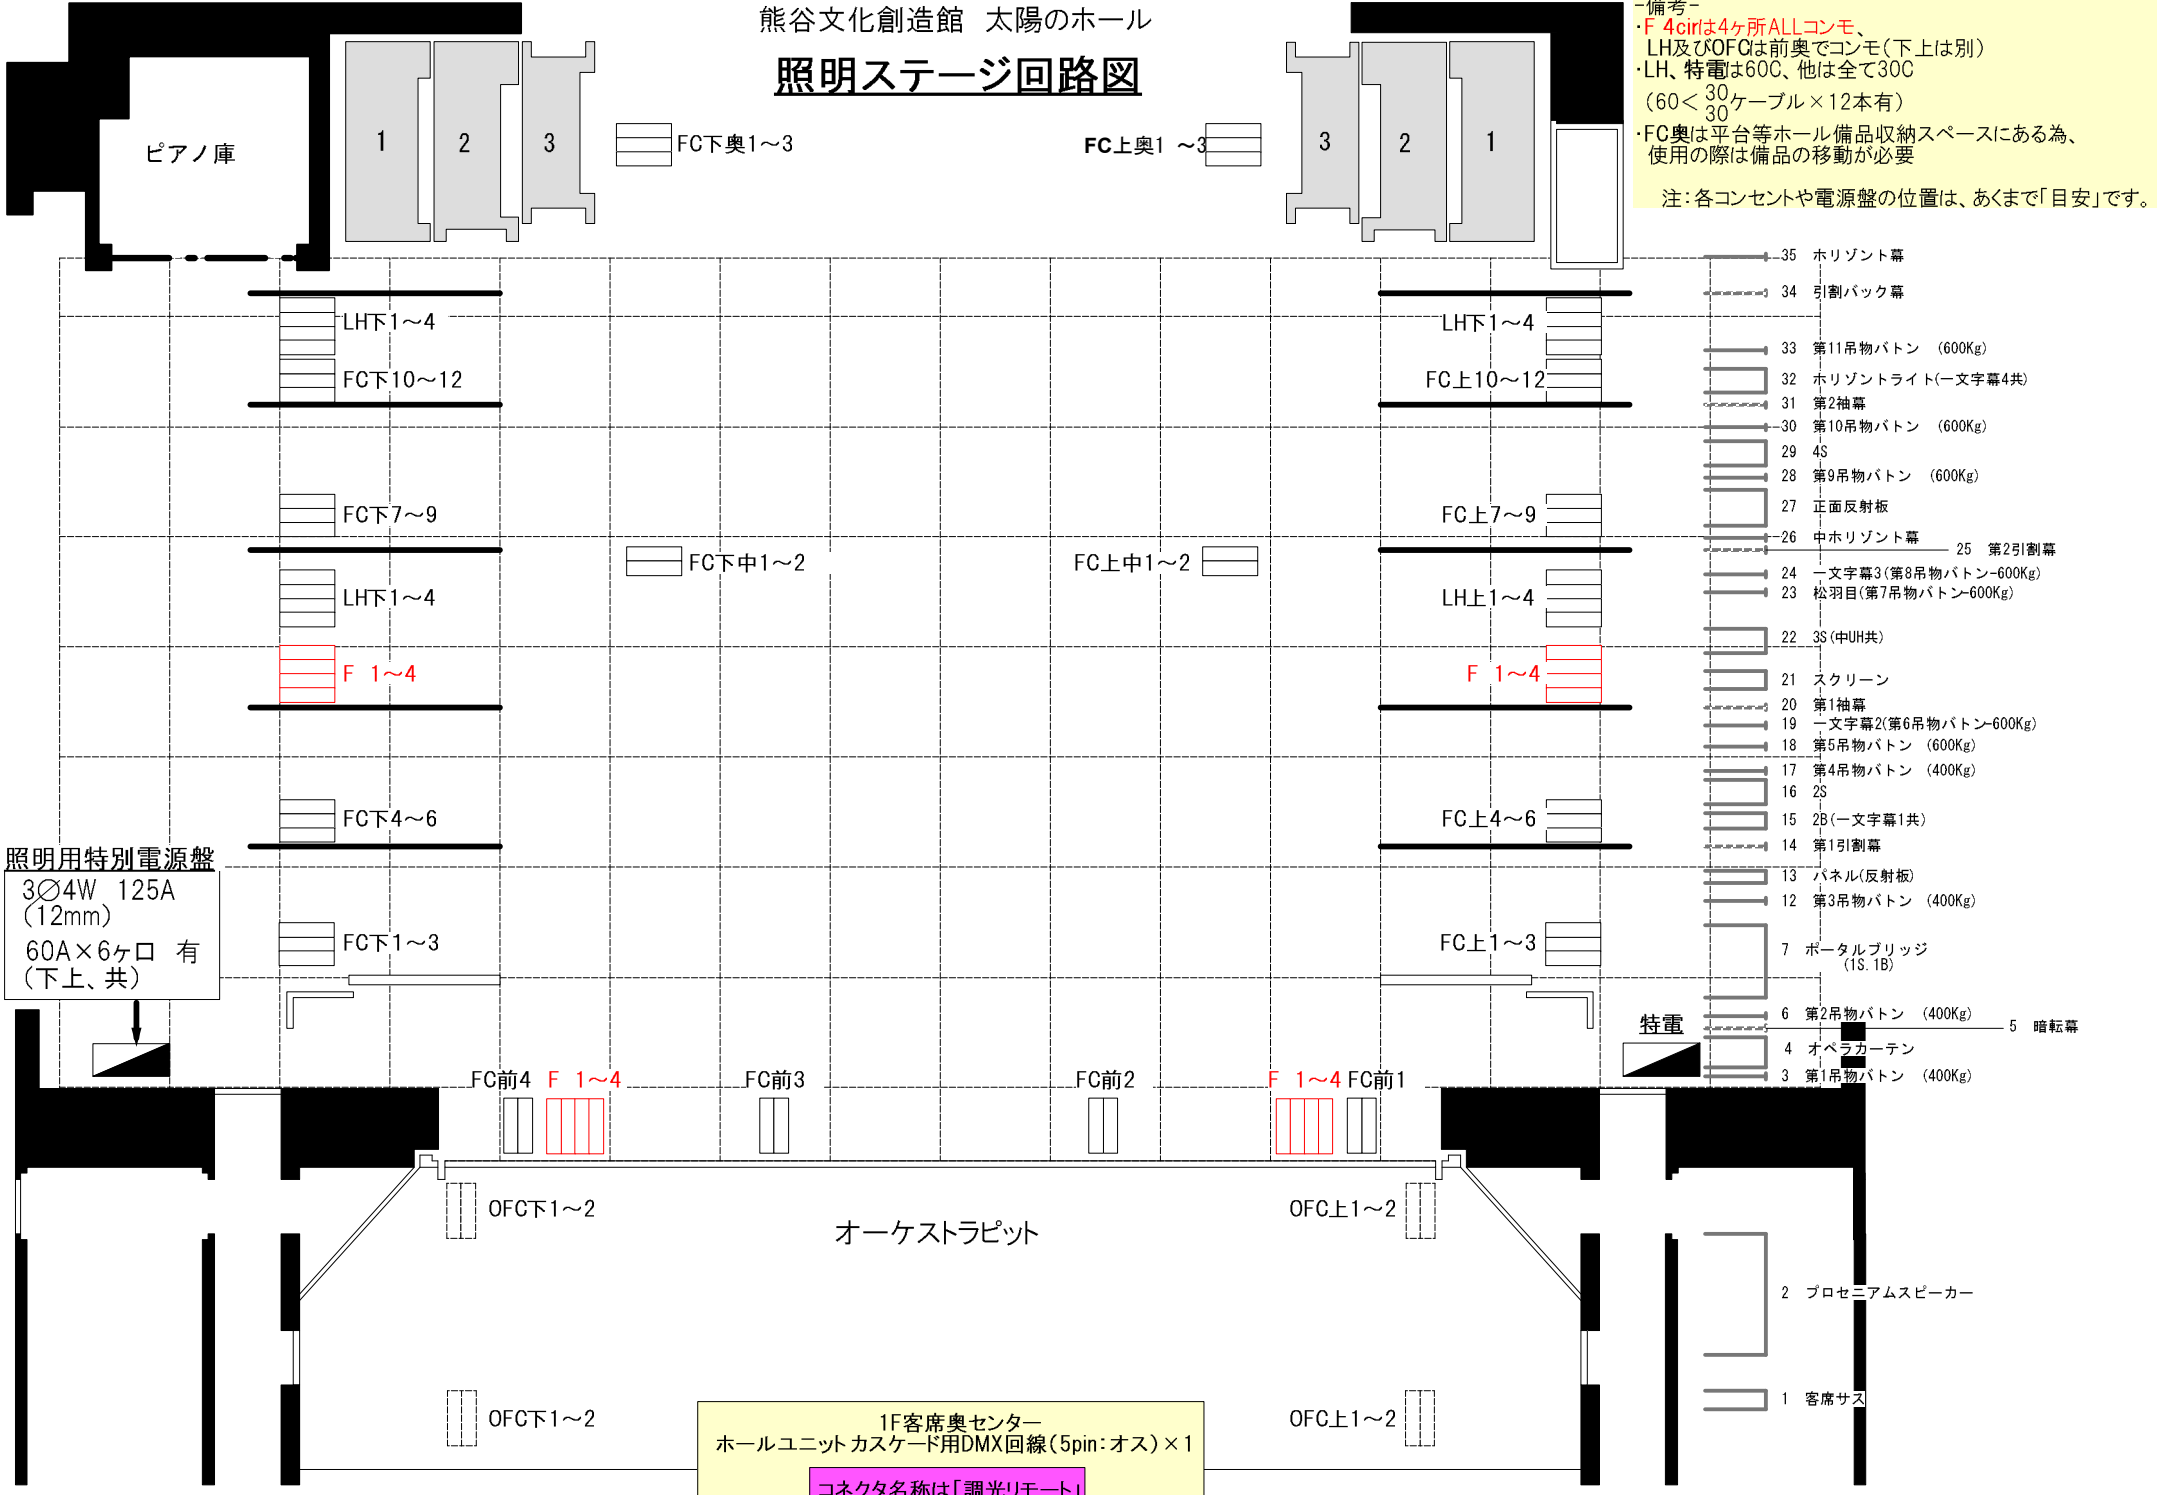 熊谷文化創造館 太陽のホール
照明ステージ回路図
-備考-
・F 4cirは4ヶ所ALLコンモ、
LH及びOFCは前奥でコンモ(下上は別)
・LH、特電は60C、他は全て30C
(60< 30 30 ケーブル×12本有)
・FC奥は平台等ホール備品収納スペースにある為、
使用の際は備品の移動が必要
注:各コンセントや電源盤の位置は、あくまで「目安」です。
ピアノ庫
1
2
3
FC下奥1~3
FC上奥1 ~3
3
2
1
LH下1~4
LH下1~4
FC下10~12
FC上10~12
FC下7~9
FC上7~9
FC下中1~2
FC上中1~2
LH下1~4
LH上1~4
F 1~4
F 1~4
FC下4~6
FC上4~6
照明用特別電源盤
3∅4W 125A
(12mm)
60A×6ヶ口 有
(下上、共)
FC下1~3
FC上1~3
特電
FC前4
F 1~4
FC前3
FC前2
F 1~4
FC前1
OFC下1~2
OFC上1~2
オーケストラピット
OFC下1~2
OFC上1~2
1F客席奥センター
ホールユニットカスケード用DMX回線(5pin:オス)×1
コネクタ名称は「調光リモート」
35 ホリゾント幕
34 引割バック幕
33 第11吊物バトン (600Kg)
32 ホリゾントライト(一文字幕4共)
31 第2袖幕
30 第10吊物バトン (600Kg)
29 4S
28 第9吊物バトン (600Kg)
27 正面反射板
26 中ホリゾント幕
25 第2引割幕
24 一文字幕3(第8吊物バトン-600Kg)
23 松羽目(第7吊物バトン-600Kg)
22 3S(中UH共)
21 スクリーン
20 第1袖幕
19 一文字幕2(第6吊物バトン-600Kg)
18 第5吊物バトン (600Kg)
17 第4吊物バトン (400Kg)
16 2S
15 2B(一文字幕1共)
14 第1引割幕
13 パネル(反射板)
12 第3吊物バトン (400Kg)
7 ポータルブリッジ
(1S.1B)
6 第2吊物バトン (400Kg)
5 暗転幕
4 オペラカーテン
3 第1吊物バトン (400Kg)
2 プロセニアムスピーカー
1 客席サス